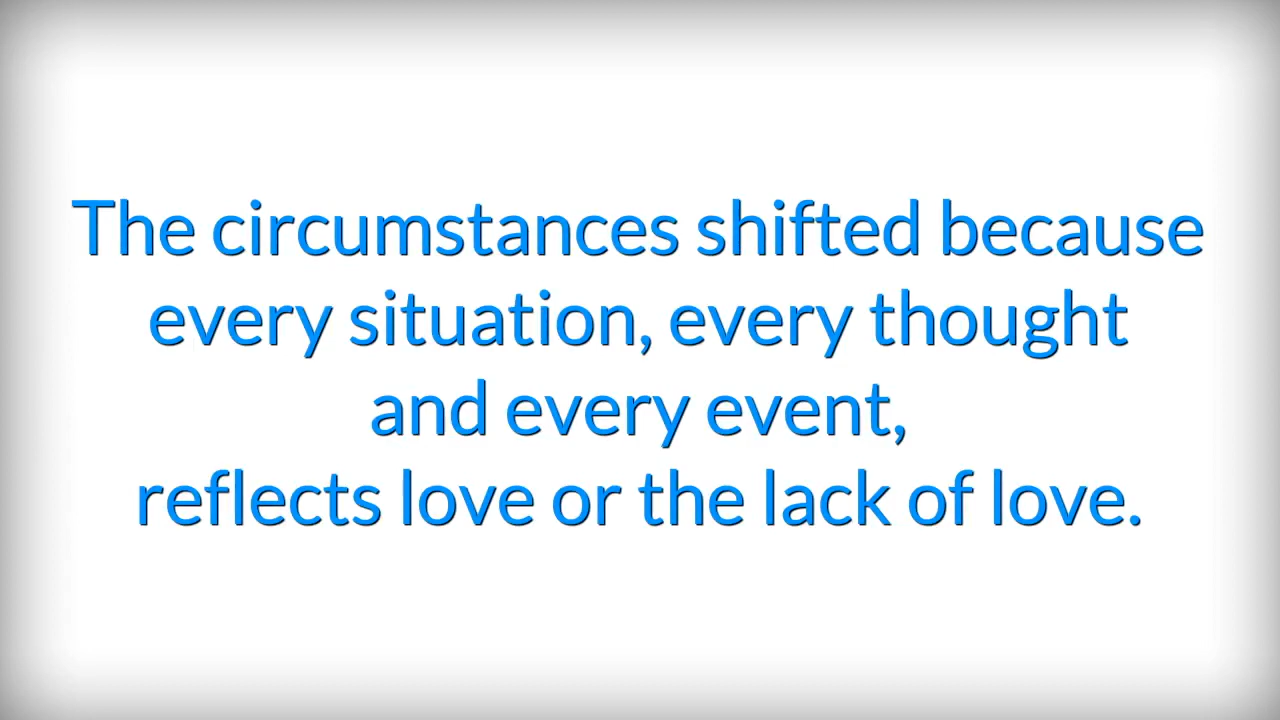 The circumstances shifted because
every situation, every thought
and every event,
reflects love or the lack of love.